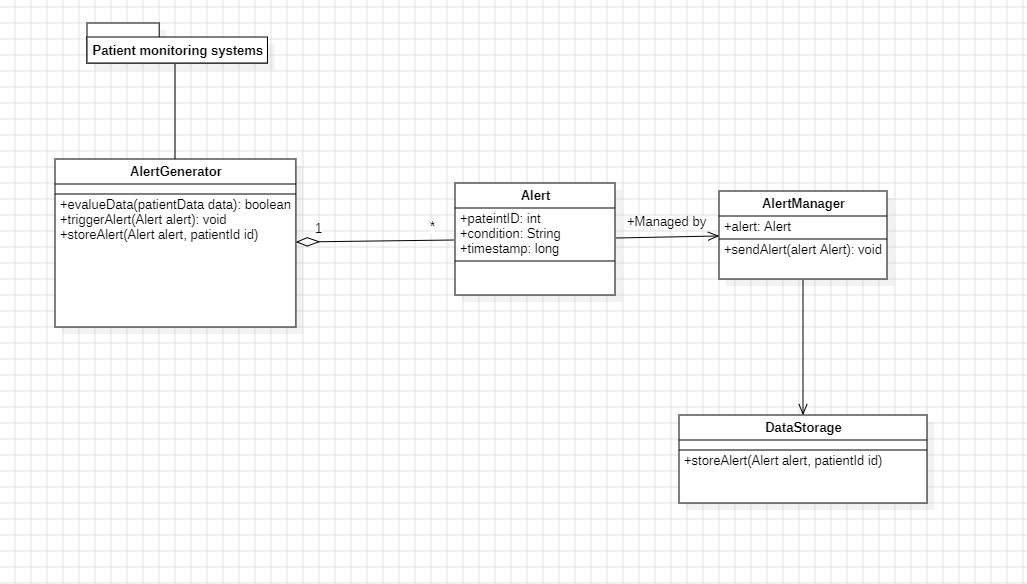 Patient monitoring systems
AlertGenerator
+evalueData(patientData data): boolean
+triggerAlert(Alert alert): void
+storeAlert(Alert alert, patientId id)
1
*
Alert
+pateintID: int
+condition: String
+timestamp: long
+Managed by
AlertManager
+alert: Alert
+sendAlert(alert Alert): void
DataStorage
+storeAlert(Alert alert, patientId id)